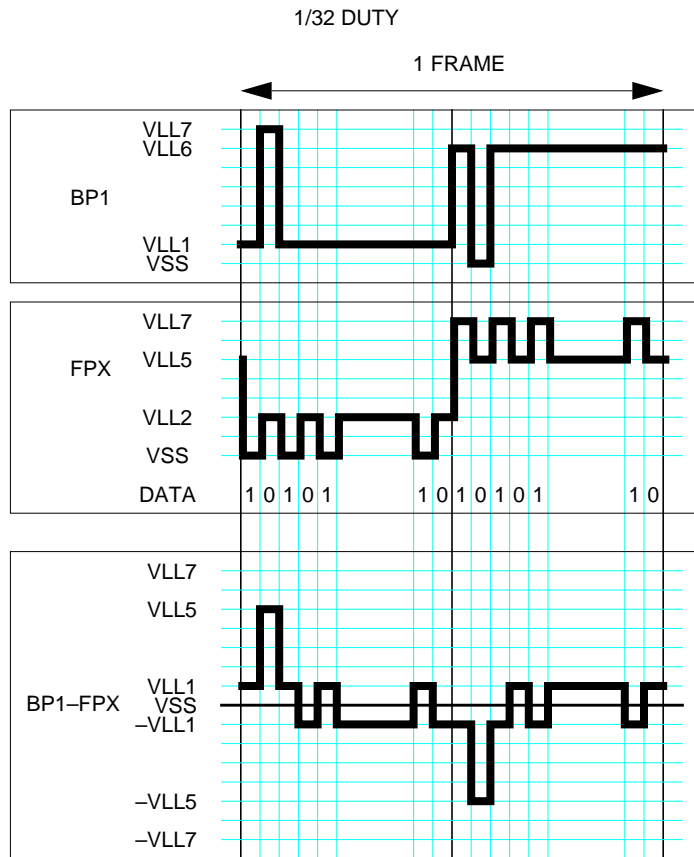 1/32 DUTY
1 FRAME
VLL7
VLL6
BP1
VLL1
VSS
VLL7
FPX
VLL5
VLL2
VSS
DATA
1 0 1 0 1
1 0 1 0 1 0 1
1 0
VLL7
VLL5
VLL1
BP1–FPX
VSS
–VLL1
–VLL5
–VLL7